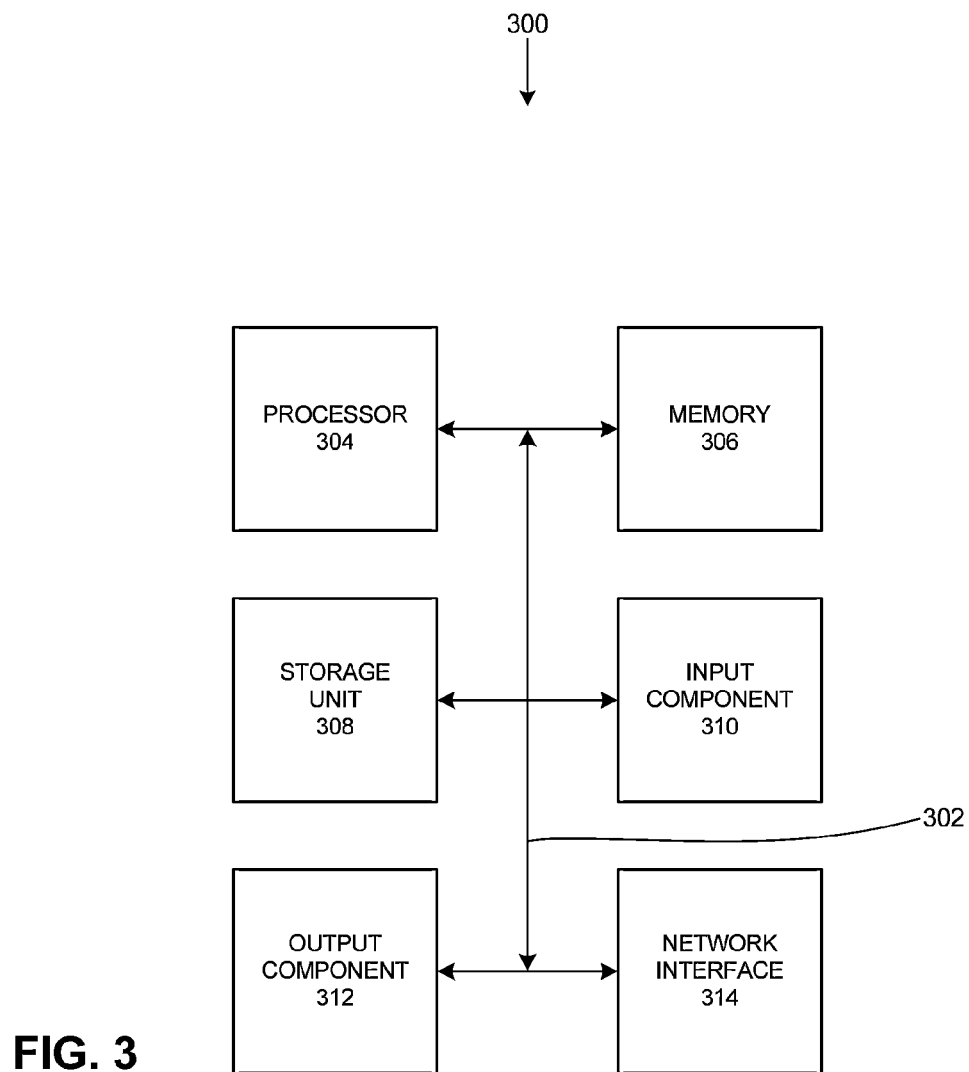 300
PROCESSOR
304
MEMORY
306
STORAGE
UNIT
308
INPUT
COMPONENT
310
302
OUTPUT
COMPONENT
312
NETWORK
INTERFACE
314
FIG. 3